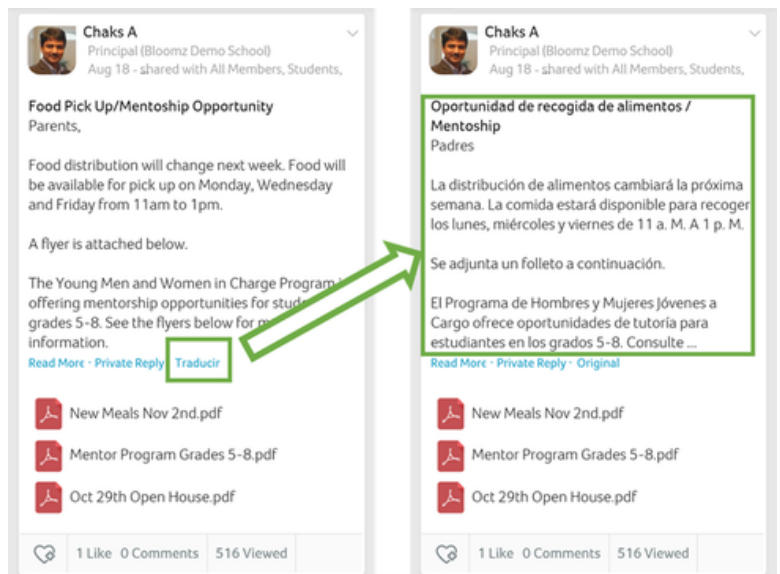 Chaks A
Principal (Bloomz Demo School)
Aug 18 - shared with All Members, Students,
Food Pick Up/Mentoship Opportunity
Parents,
Food distribution will change next week. Food will
be available for pick up on Monday, Wednesday
and Friday from 11am to 1pm.
A flyer is attached below.
The Young Men and Women in Charge Program
offering mentorship opportunities for
grades 5-8. See the flyers below for
information.
Read More · Private Reply Traducir
New Meals Nov 2nd.pdf
Mentor Program Grades 5-8.pdf
Oct 29th Open House.pdf
1 Like 0 Comments 516 Viewed
Chaks A
Principal (Bloomz Demo School)
Aug 18 - shared with All Members, Students,
Oportunidad de recogida de alimentos /
Mentoship
Padres
La distribución de alimentos cambiará la próxima
semana. La comida estará disponible para recoger
los lunes, miércoles y viernes de 11 a. M. A 1 p. M.
Se adjunta un folleto a continuación.
El Programa de Hombres y Mujeres Jóvenes a
Cargo ofrece oportunidades de tutoría para
estudiantes en los grados 5-8. Consulte ...
Read More · Private Reply · Original
New Meals Nov 2nd.pdf
Mentor Program Grades 5-8.pdf
Oct 29th Open House.pdf
1 Like 0 Comments 516 Viewed